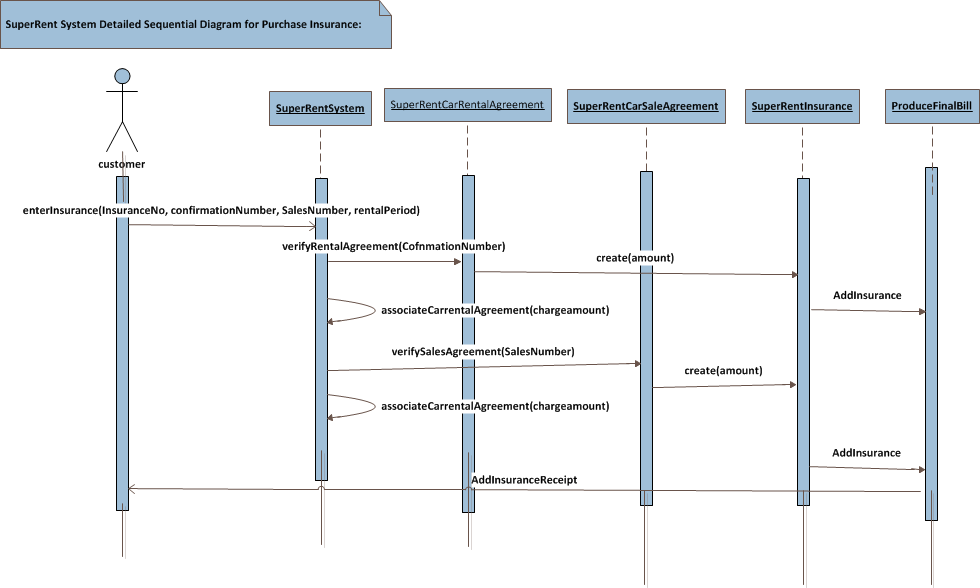 SuperRent System Detailed Sequential Diagram for Purchase Insurance:
SuperRentSystem
SuperRentCarRentalAgreement
SuperRentCarSaleAgreement
SuperRentInsurance
ProduceFinalBill
customer
enterInsurance(InsuranceNo, confirmationNumber, SalesNumber, rentalPeriod)
verifyRentalAgreement(CofnmationNumber)
create(amount)
AddInsurance
associateCarrentalAgreement(chargeamount)
verifySalesAgreement(SalesNumber)
create(amount)
associateCarrentalAgreement(chargeamount)
AddInsurance
AddInsuranceReceipt